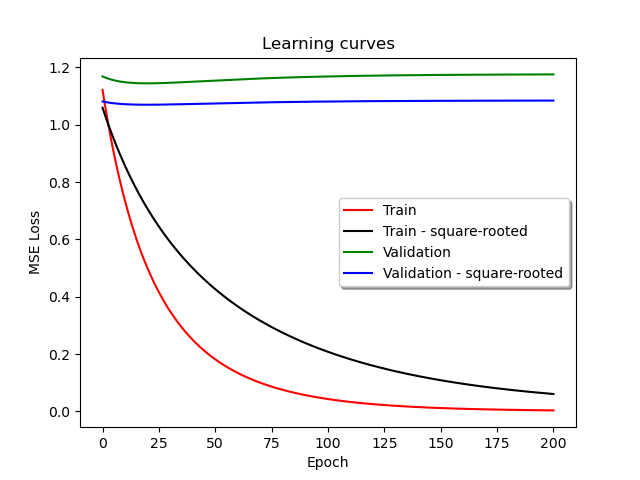 Learning curves
1.2
1.0
0.8
0.6
0.4
0.2
0.0
MSE Loss
Train
Train - square-rooted
Validation
Validation - square-rooted
0 25 50 75 100 125 150 175 200
Epoch